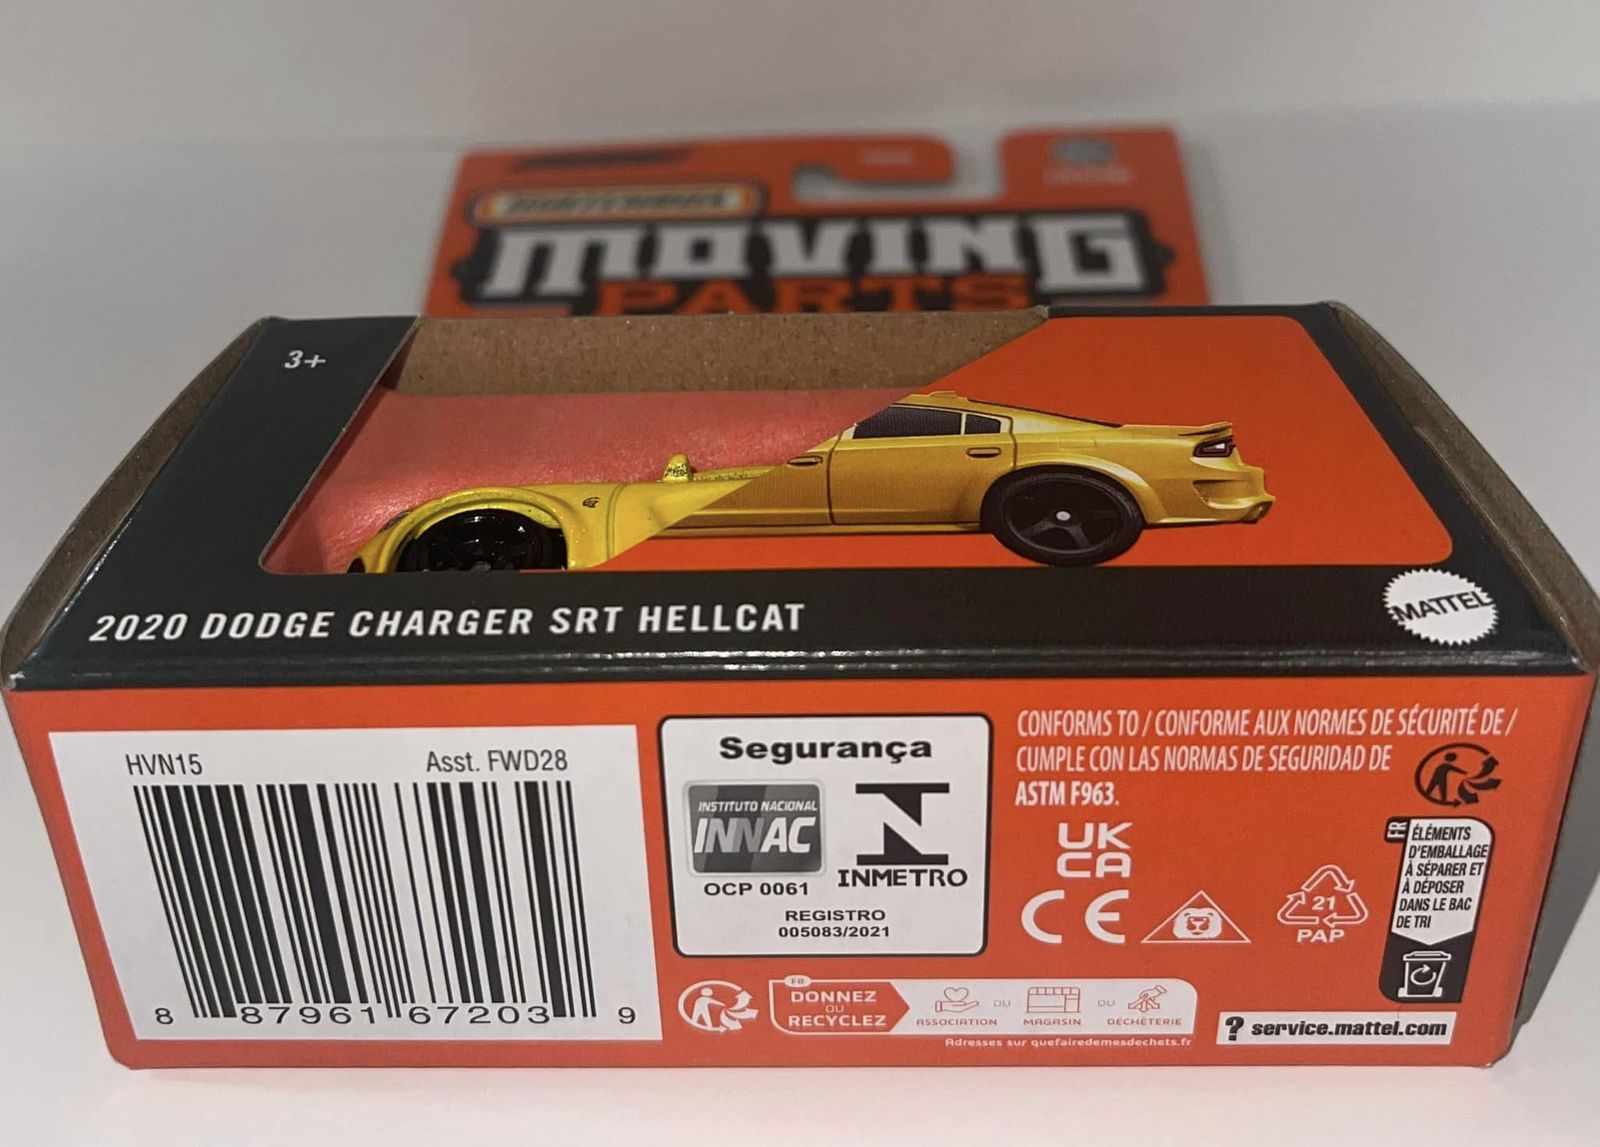 MATCHBOX
MOVING
PARTS
3+
2020 DODGE CHARGER SRT HELLCAT
MATTEL
HVN15
Asst. FWD28
8 87961 67203 9
Segurança
INSTITUTO NACIONAL
INNAC
OCP 0061
INMETRO
REGISTRO
005083/2021
CONFORMS TO / CONFORME AUX NORMES DE SÉCURITÉ DE /
CUMPLE CON LAS NORMAS DE SEGURIDAD DE
ASTM F963.
UK
CA
CE
21
PAP
FR
ÉLÉMENTS
D'EMBALLAGE
À SÉPARER ET
À DÉPOSER
DANS LE BAC
DE TRI
FR
DONNEZ
OU
RECYCLEZ
ASSOCIATION
OU
MAGASIN
OU
DÉCHÈTERIE
Adresses sur quefairedemesdechets.fr
? service.mattel.com